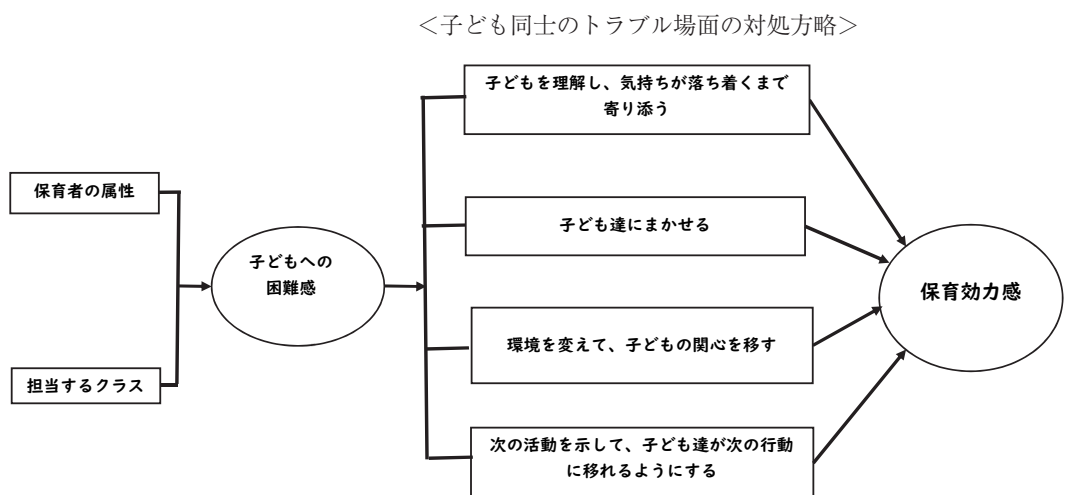 ＜子ども同士のトラブル場面の対処方略＞
子どもを理解し、気持ちが落ち着くまで
寄り添う
保育者の属性
子ども達にまかせる
子どもへの
困難感
保育効力感
環境を変えて、子どもの関心を移す
担当するクラス
次の活動を示して、子ども達が次の行動
に移れるようにする